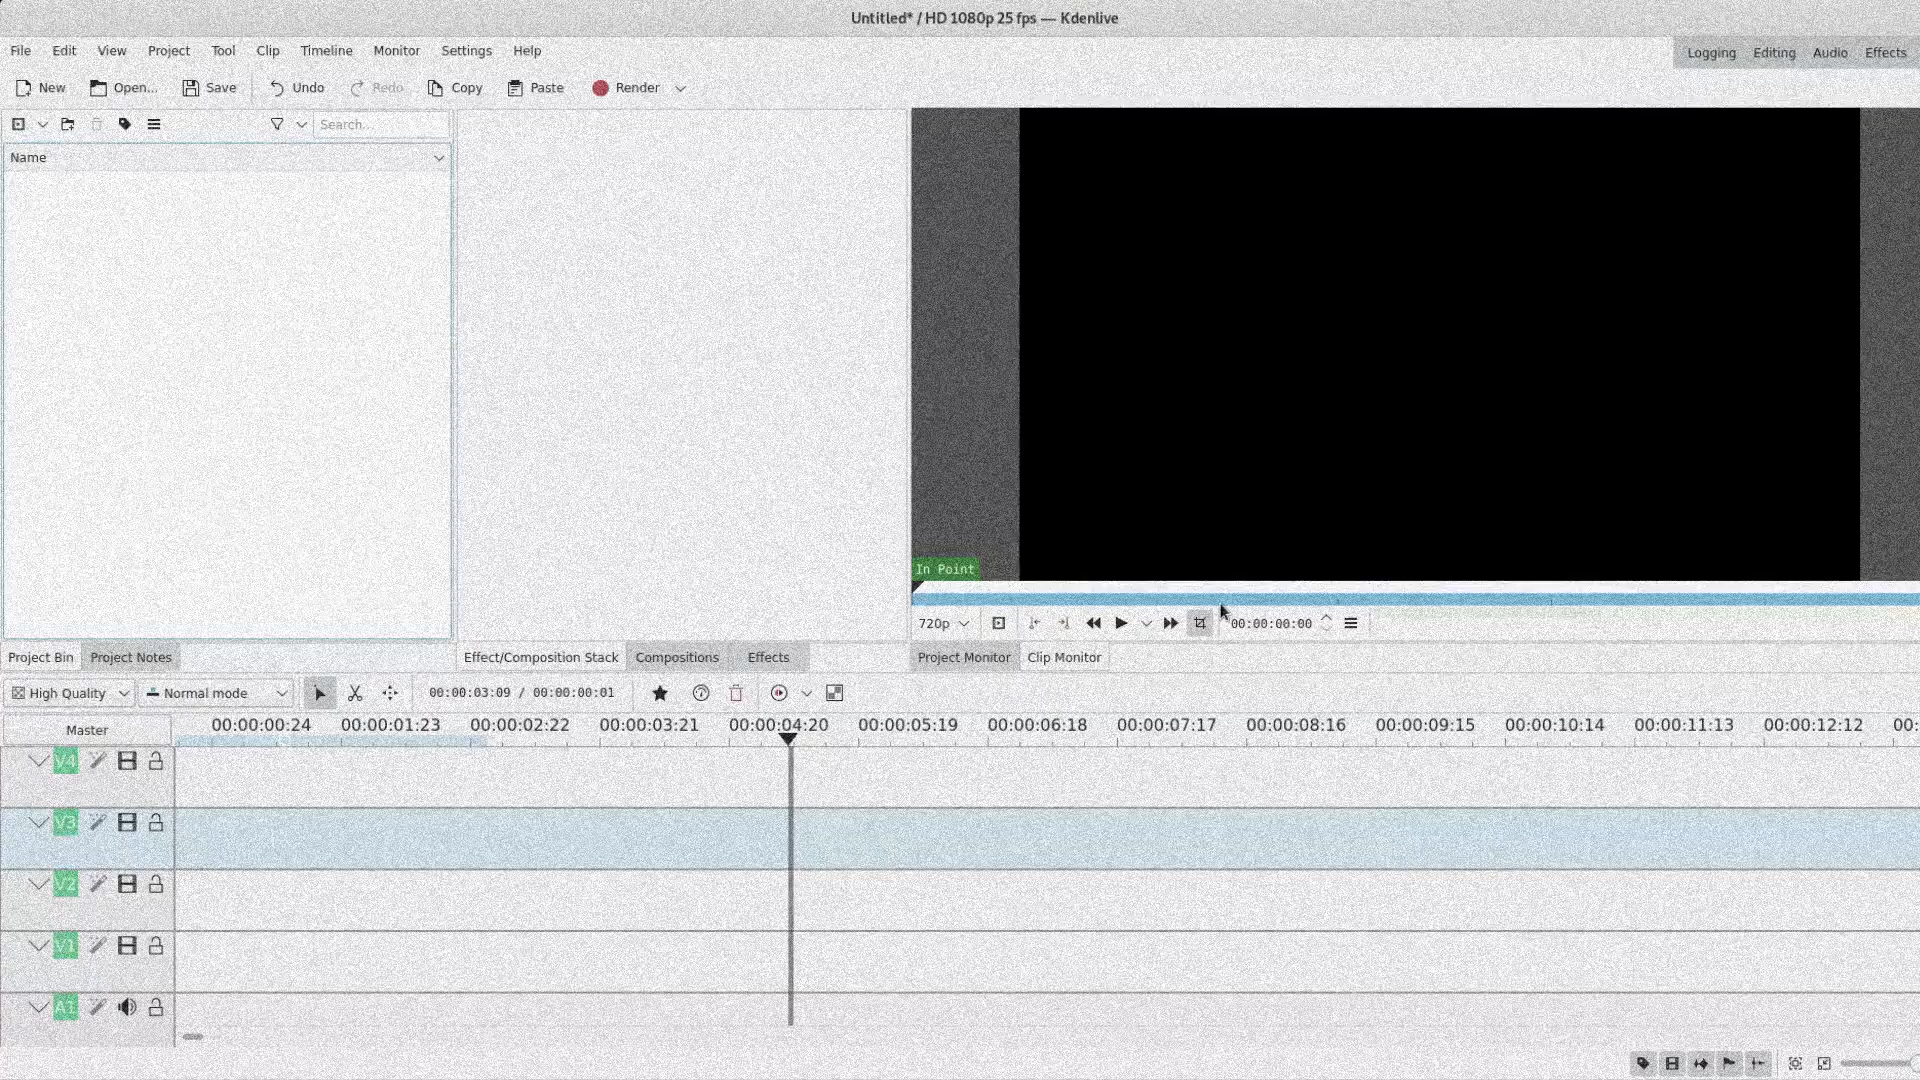 Untitled* / HD 1080p 25 fps — Kdenlive
File Edit View Project Tool Clip Timeline Monitor Settings Help
Logging Editing Audio Effects
New Open... Save Undo Redo Copy Paste Render
Search...
Name
In Point
720p 00:00:00:00
Project Bin Project Notes Effect/Composition Stack Compositions Effects Project Monitor Clip Monitor
High Quality Normal mode 00:00:03:09 / 00:00:00:01
Master 00:00:00:24 00:00:01:23 00:00:02:22 00:00:03:21 00:00:04:20 00:00:05:19 00:00:06:18 00:00:07:17 00:00:08:16 00:00:09:15 00:00:10:14 00:00:11:13 00:00:12:12 00:
V4
V3
V2
V1
A1